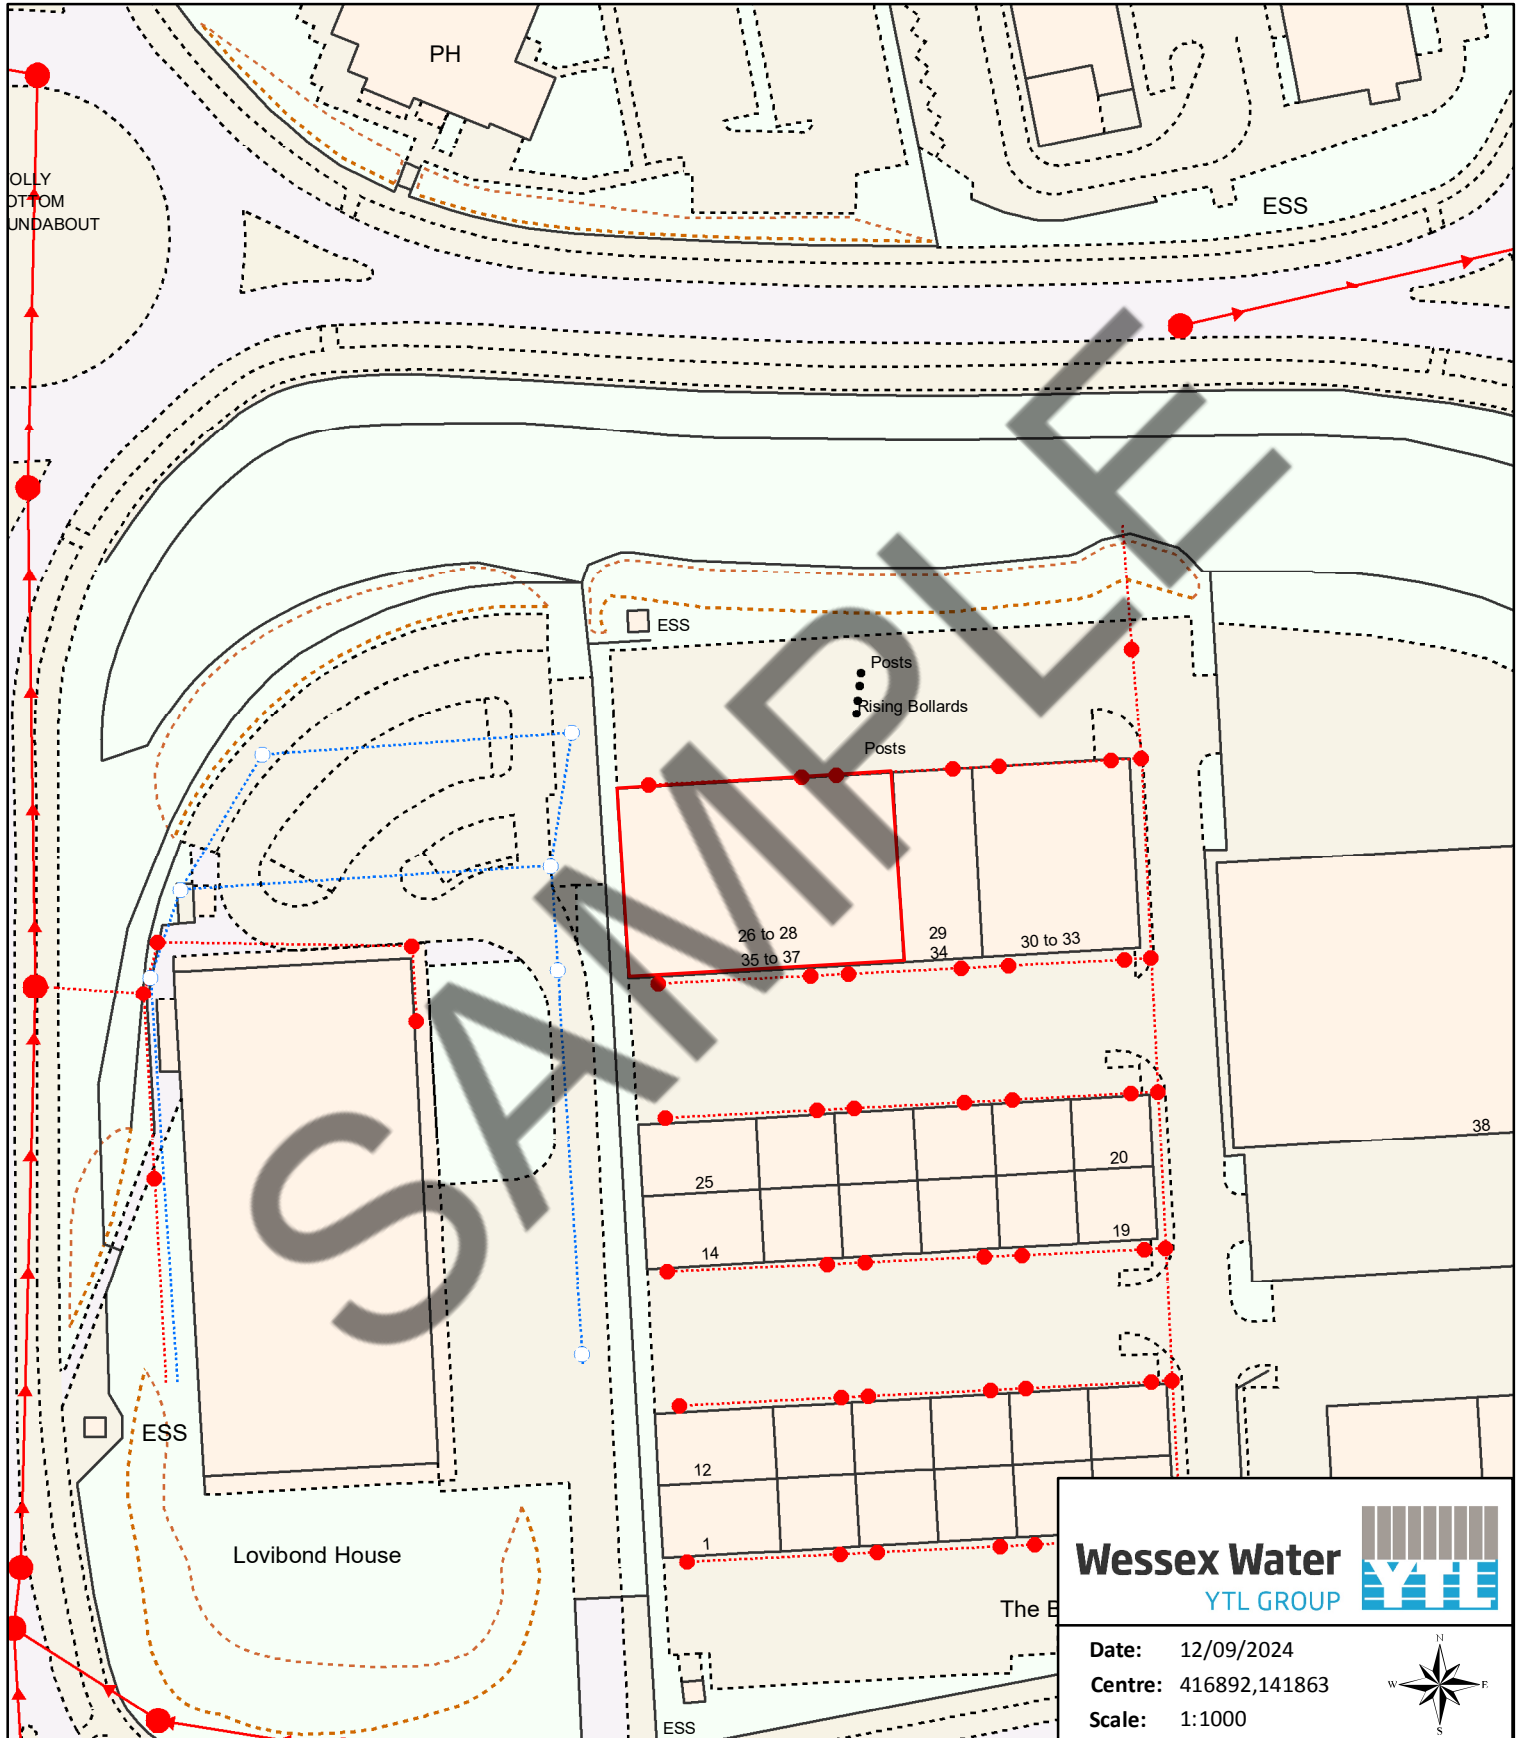 PH
OLLY
OTTOM
UNDABOUT
ESS
ESS
Posts
Rising Bollards
Posts
26 to 28
35 to 37
29
34
30 to 33
38
25
20
14
19
ESS
12
1
Lovibond House
The B
ESS
SAMPLE
Wessex Water
YTL GROUP
YTL
Date: 12/09/2024
Centre: 416892,141863
Scale: 1:1000
N
W
E
S